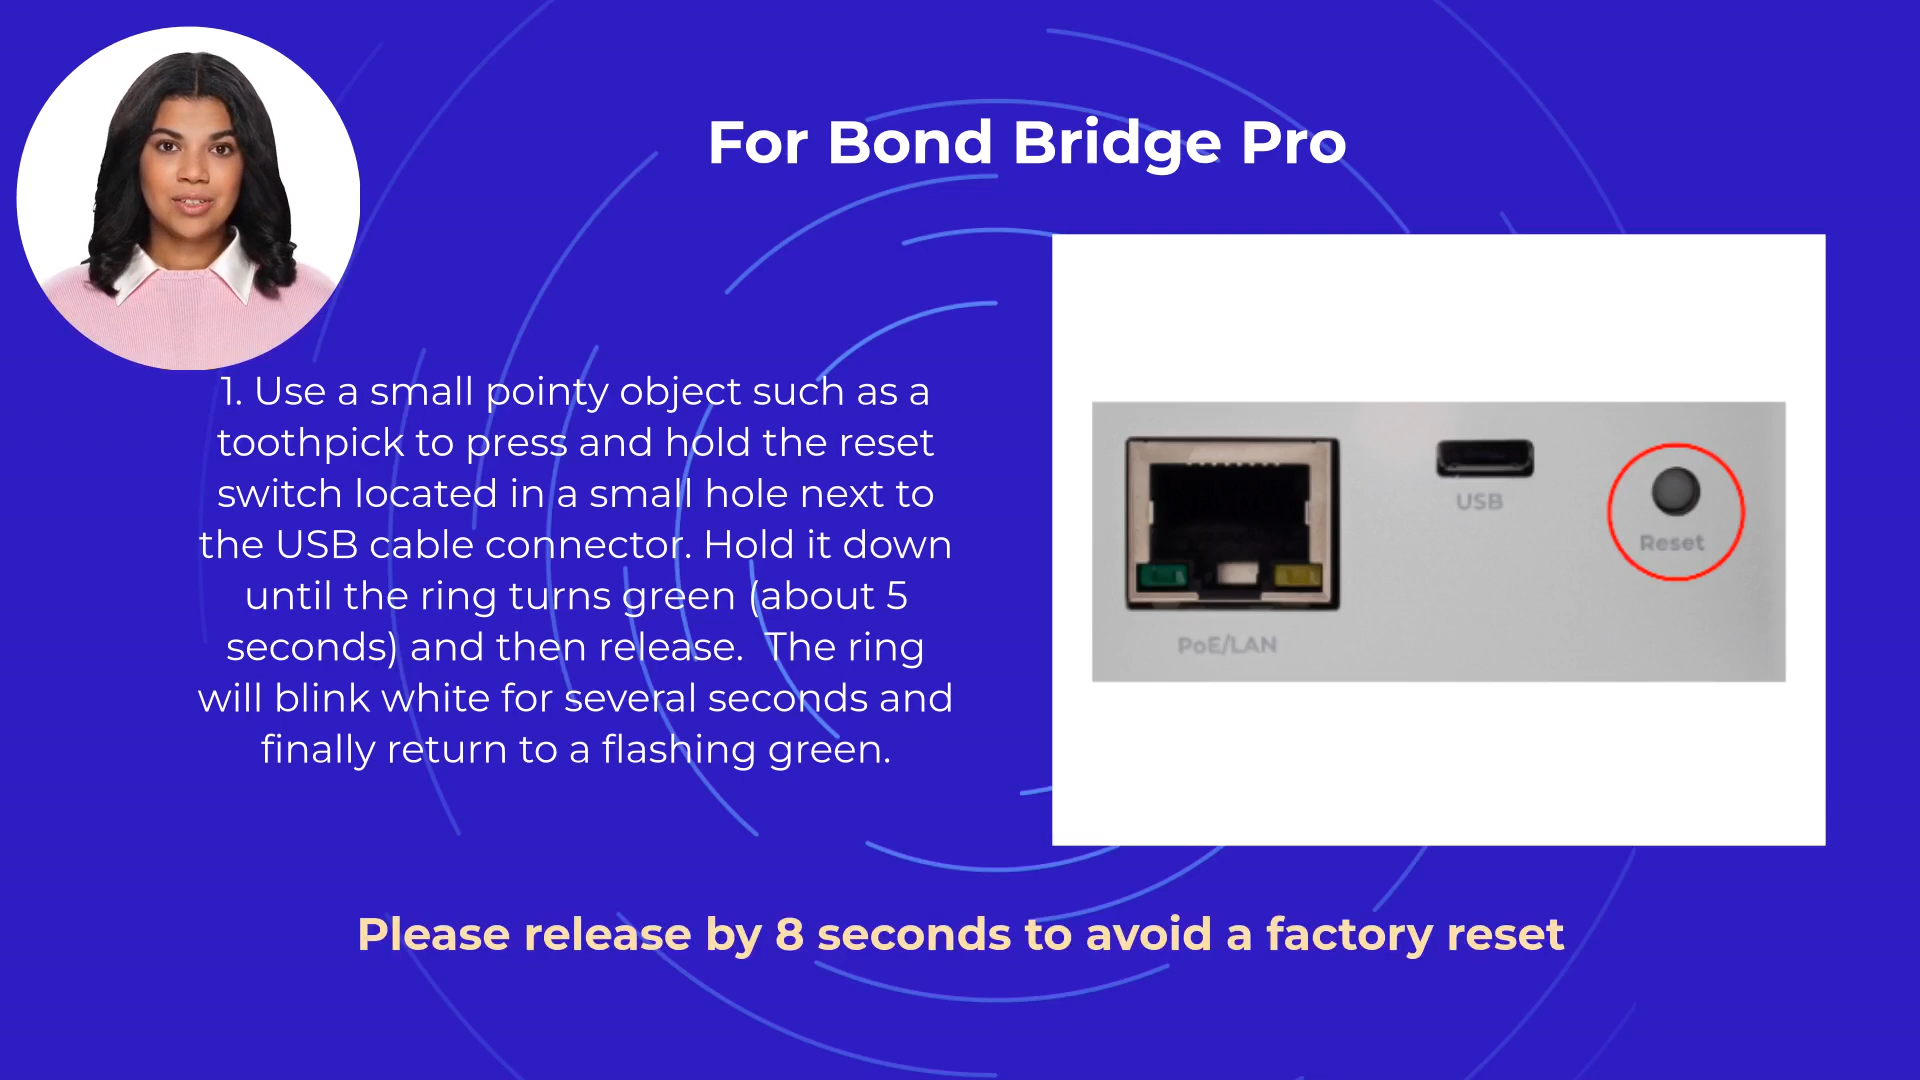 For Bond Bridge Pro
1. Use a small pointy object such as a
toothpick to press and hold the reset
switch located in a small hole next to
the USB cable connector. Hold it down
until the ring turns green (about 5
seconds) and then release.  The ring
will blink white for several seconds and
finally return to a flashing green.
USB
Reset
PoE/LAN
Please release by 8 seconds to avoid a factory reset